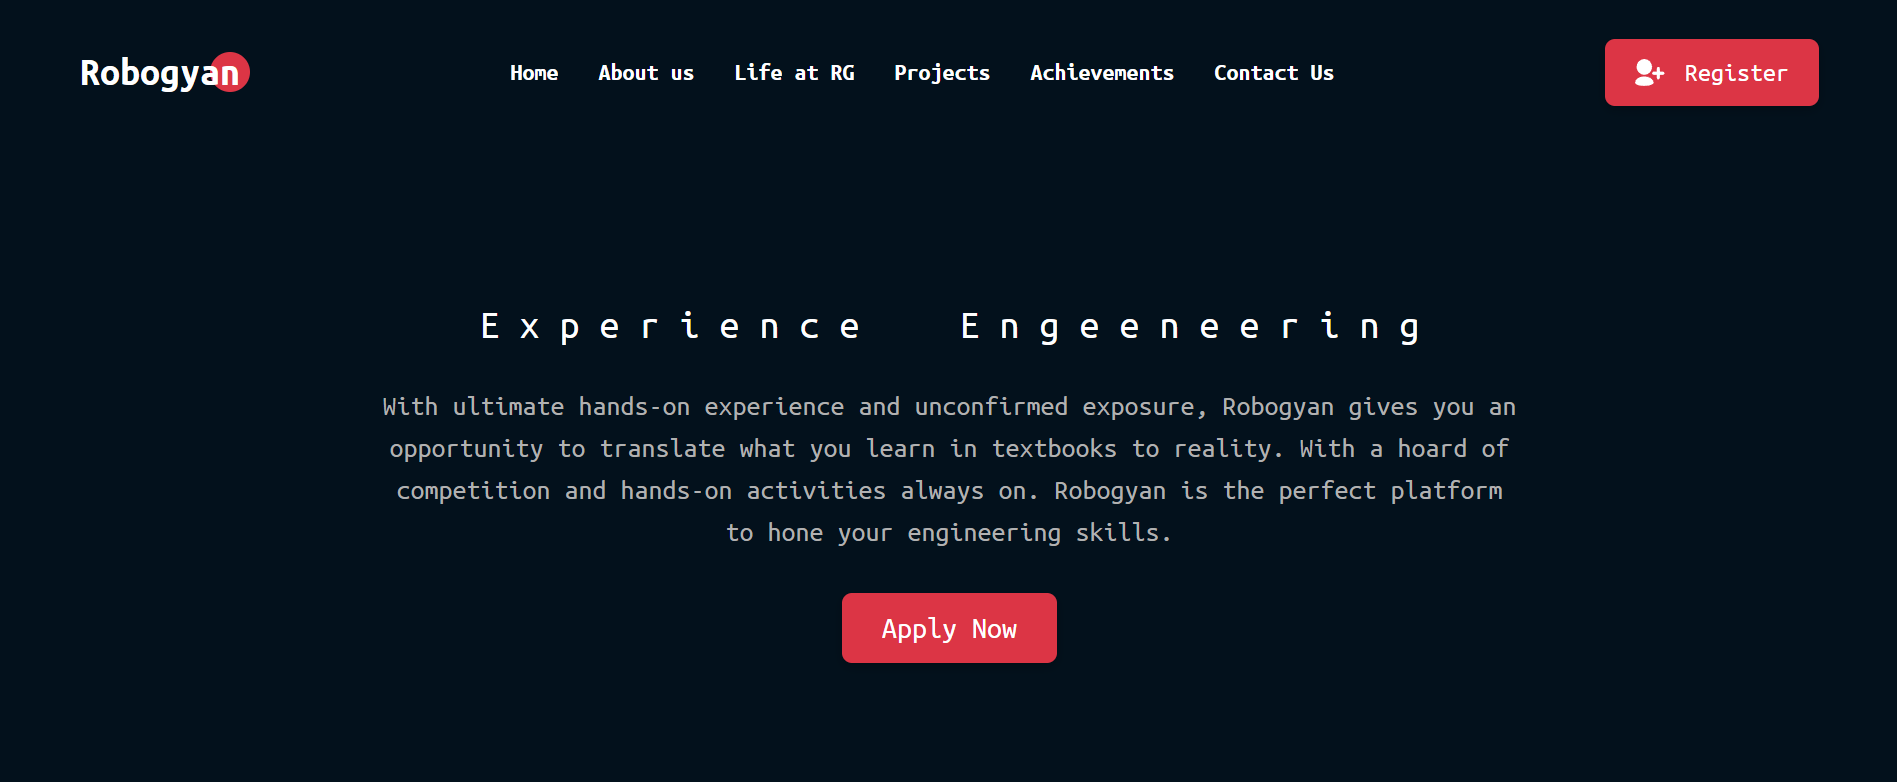 Robogyan
Home About us Life at RG Projects Achievements Contact Us
Register
Experience Engeeneering
With ultimate hands-on experience and unconfirmed exposure, Robogyan gives you an
opportunity to translate what you learn in textbooks to reality. With a hoard of
competition and hands-on activities always on. Robogyan is the perfect platform
to hone your engineering skills.
Apply Now